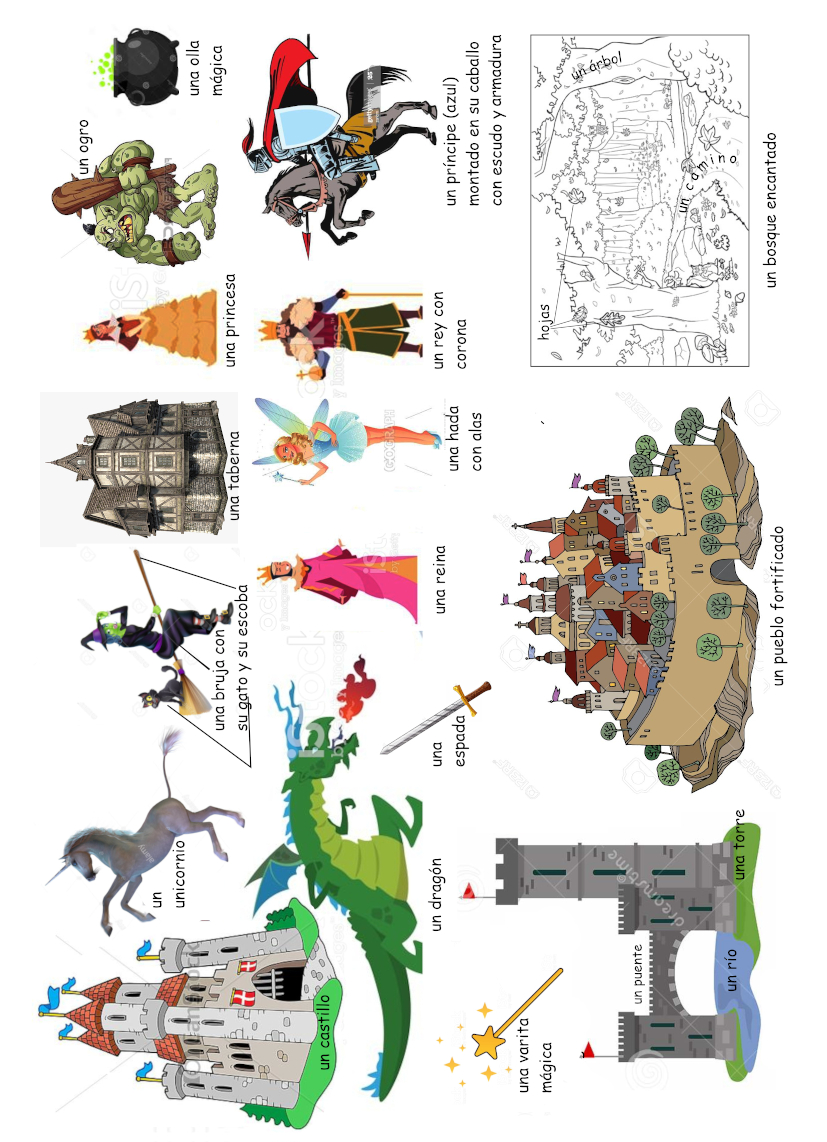 un castillo
un
unicornio
una bruja con
su gato y su escoba
una taberna
una princesa
un ogro
una olla
mágica
un dragón
una
espada
una reina
una hada
con alas
un rey con
corona
un príncipe (azul)
montado en su caballo
con escudo y armadura
una varita
mágica
un puente
un río
una torre
un pueblo fortificado
hojas
un árbol
un camino
un bosque encantado